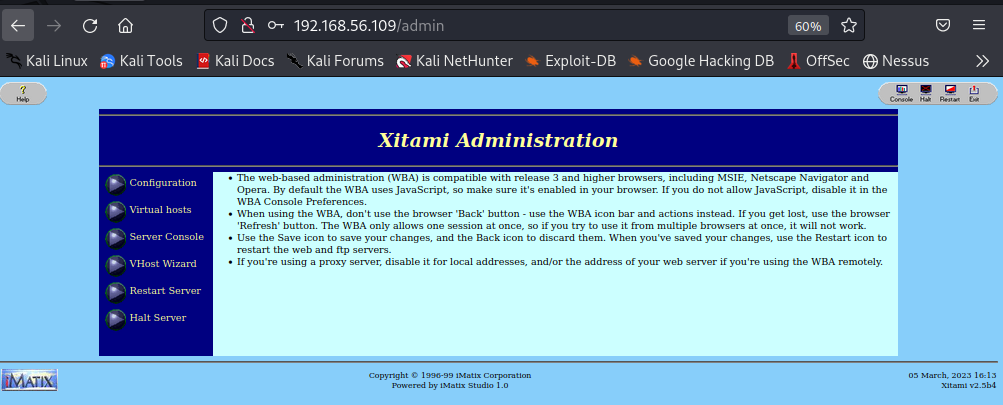 192.168.56.109/admin
60%
Kali Linux
Kali Tools
Kali Docs
Kali Forums
Kali NetHunter
Exploit-DB
Google Hacking DB
OffSec
Nessus
?
Help
Console
Halt
Restart
Exit
Xitami Administration
Configuration
Virtual hosts
Server Console
VHost Wizard
Restart Server
Halt Server
• The web-based administration (WBA) is compatible with release 3 and higher browsers, including MSIE, Netscape Navigator and
Opera. By default the WBA uses JavaScript, so make sure it's enabled in your browser. If you do not allow JavaScript, disable it in the
WBA Console Preferences.
• When using the WBA, don't use the browser 'Back' button - use the WBA icon bar and actions instead. If you get lost, use the browser
'Refresh' button. The WBA only allows one session at once, so if you try to use it from multiple browsers at once, it will not work.
• Use the Save icon to save your changes, and the Back icon to discard them. When you've saved your changes, use the Restart icon to
restart the web and ftp servers.
• If you're using a proxy server, disable it for local addresses, and/or the address of your web server if you're using the WBA remotely.
iMATIX
Copyright © 1996-99 iMatix Corporation
Powered by iMatix Studio 1.0
05 March, 2023 16:13
Xitami v2.5b4